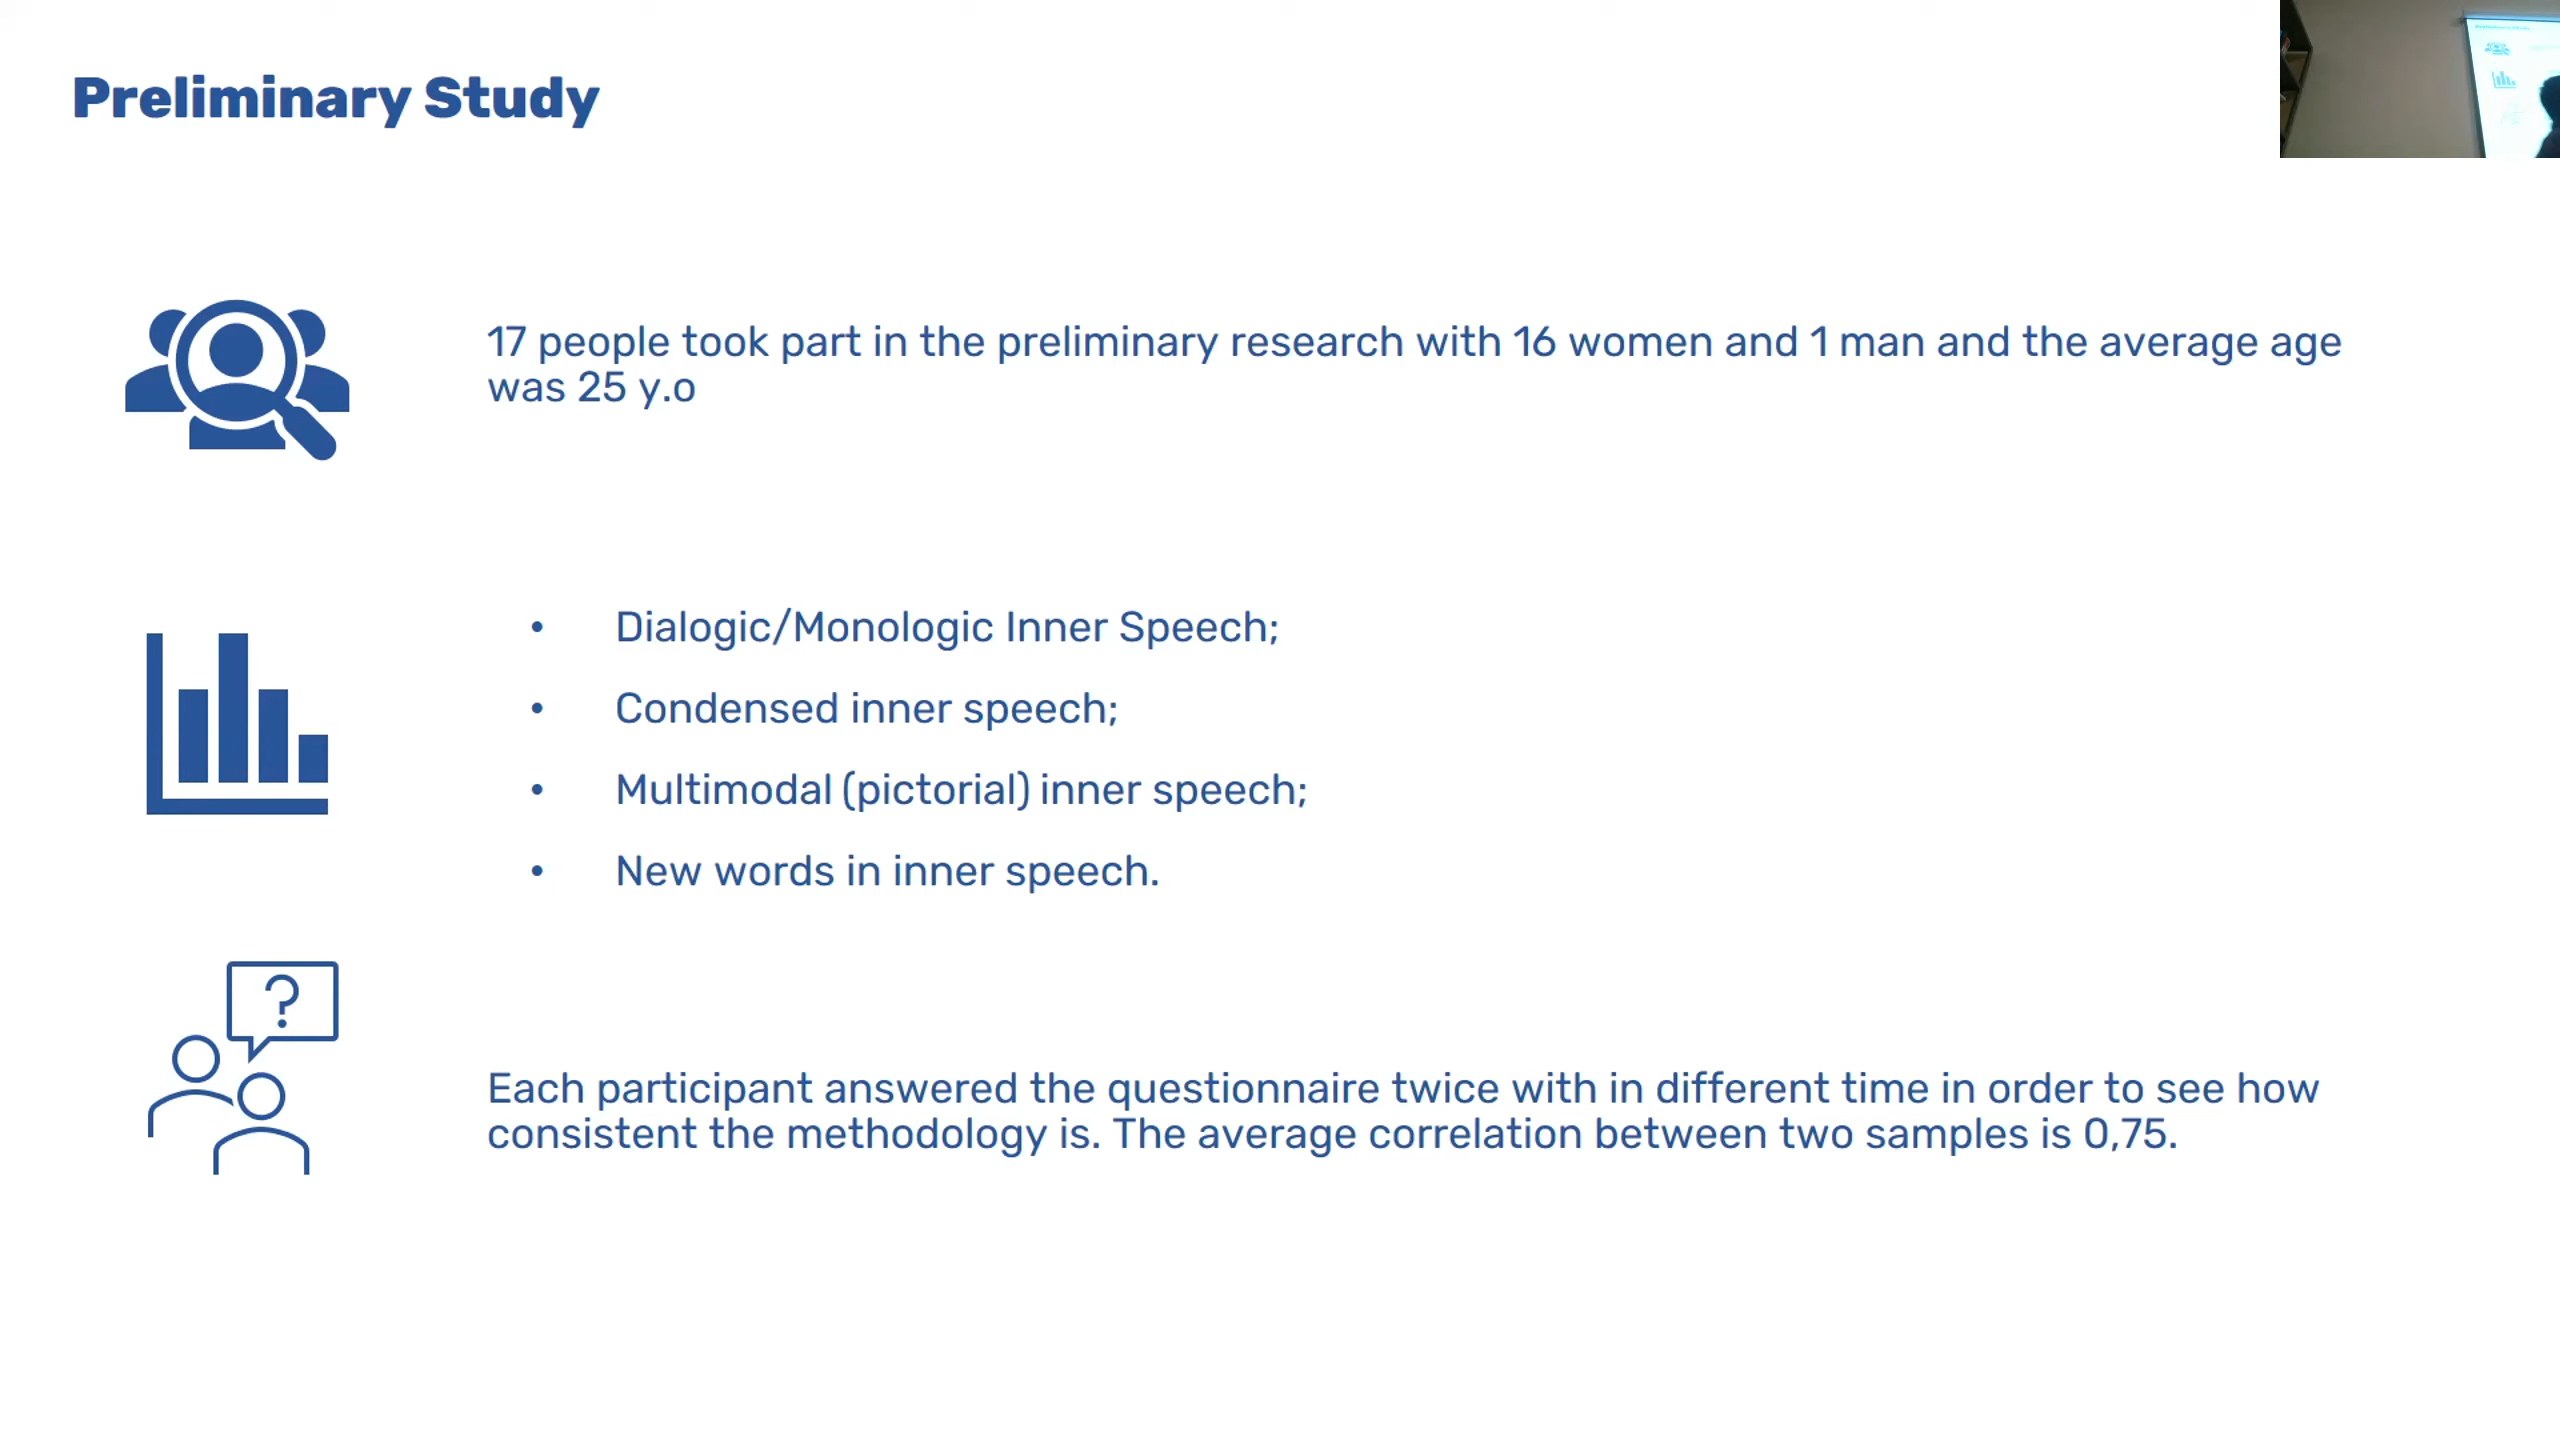 Preliminary Study
17 people took part in the preliminary research with 16 women and 1 man and the average age
was 25 y.o
• Dialogic/Monologic Inner Speech;
• Condensed inner speech;
• Multimodal (pictorial) inner speech;
• New words in inner speech.
?
Each participant answered the questionnaire twice with in different time in order to see how
consistent the methodology is. The average correlation between two samples is 0,75.